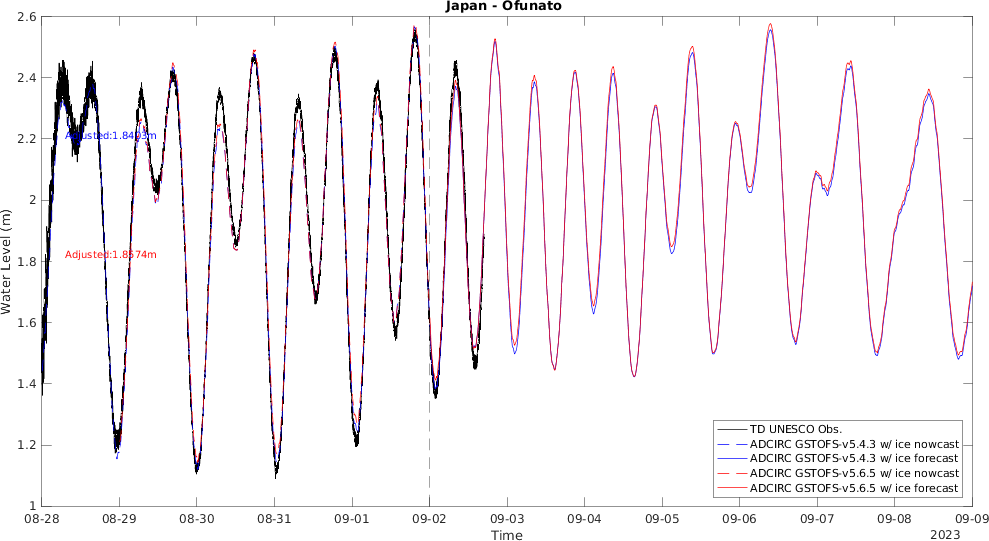 Japan - Ofunato
2.6
2.4
2.2
2
1.8
1.6
1.4
1.2
1
Water Level (m)
Adjusted:1.8493m
Adjusted:1.8574m
TD UNESCO Obs.
ADCIRC GSTOFS-v5.4.3 w/ ice nowcast
ADCIRC GSTOFS-v5.4.3 w/ ice forecast
ADCIRC GSTOFS-v5.6.5 w/ ice nowcast
ADCIRC GSTOFS-v5.6.5 w/ ice forecast
08-28 08-29 08-30 08-31 09-01 09-02 09-03 09-04 09-05 09-06 09-07 09-08 09-09
Time
2023